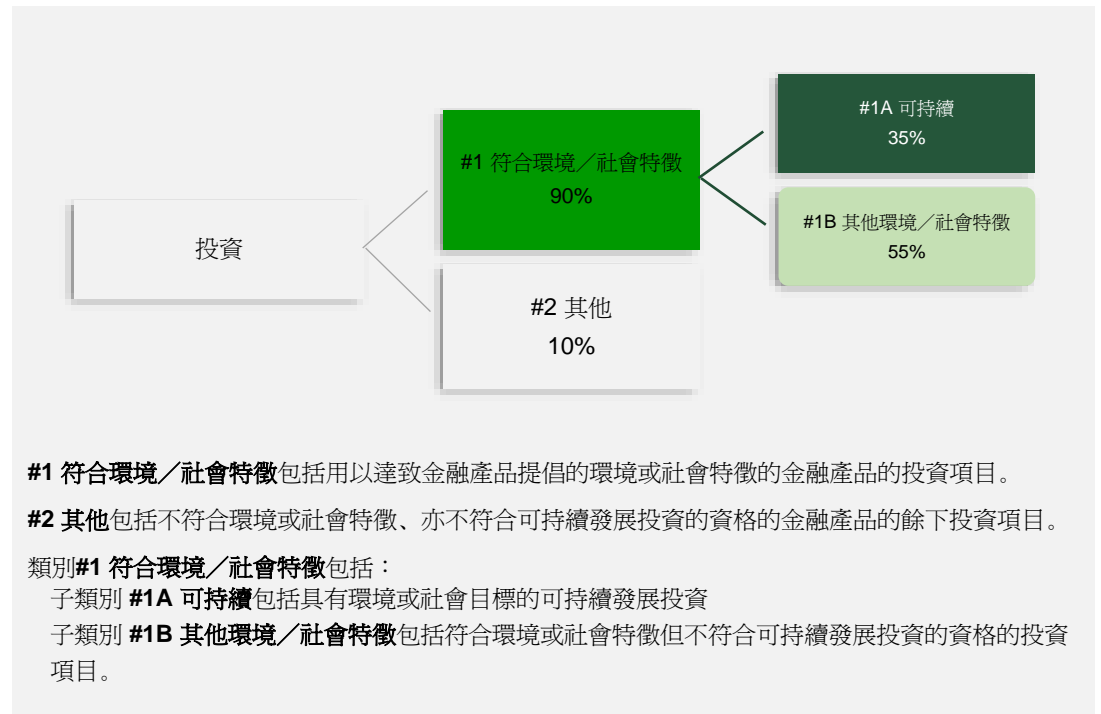 #1A 可持續
35%
#1 符合環境／社會特徵
90%
#1B 其他環境／社會特徵
55%
投資
#2 其他
10%
#1 符合環境／社會特徵包括用以達致金融產品提倡的環境或社會特徵的金融產品的投資項目。
#2 其他包括不符合環境或社會特徵、亦不符合可持續發展投資的資格的金融產品的餘下投資項目。
類別#1 符合環境／社會特徵包括：
子類別 #1A 可持續包括具有環境或社會目標的可持續發展投資
子類別 #1B 其他環境／社會特徵包括符合環境或社會特徵但不符合可持續發展投資的資格的投資
項目。